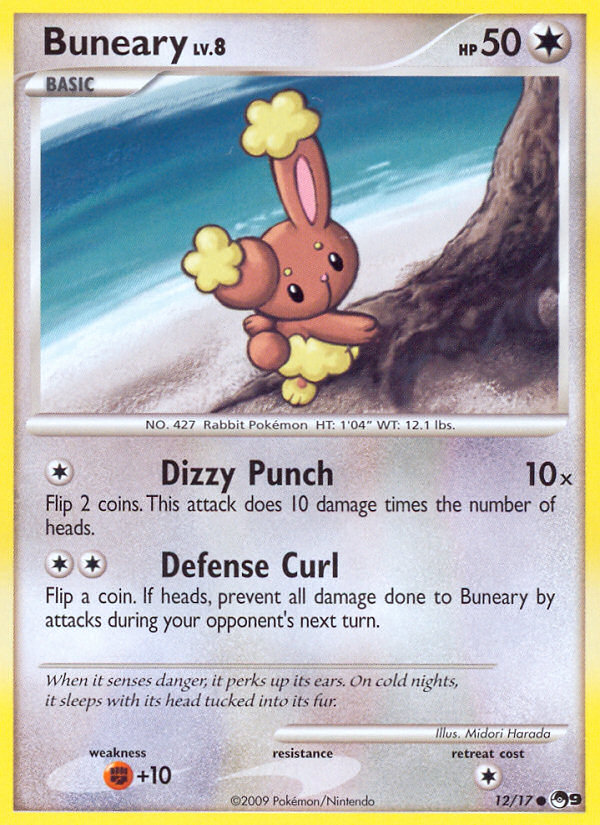 Buneary LV.8 HP 50
BASIC
NO. 427 Rabbit Pokémon HT: 1'04" WT: 12.1 lbs.
Dizzy Punch 10x
Flip 2 coins. This attack does 10 damage times the number of
heads.
Defense Curl
Flip a coin. If heads, prevent all damage done to Buneary by
attacks during your opponent's next turn.
When it senses danger, it perks up its ears. On cold nights,
it sleeps with its head tucked into its fur.
Illus. Midori Harada
weakness resistance retreat cost
+10
©2009 Pokémon/Nintendo 12/17 9